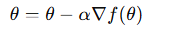 θ = θ − α∇f(θ)